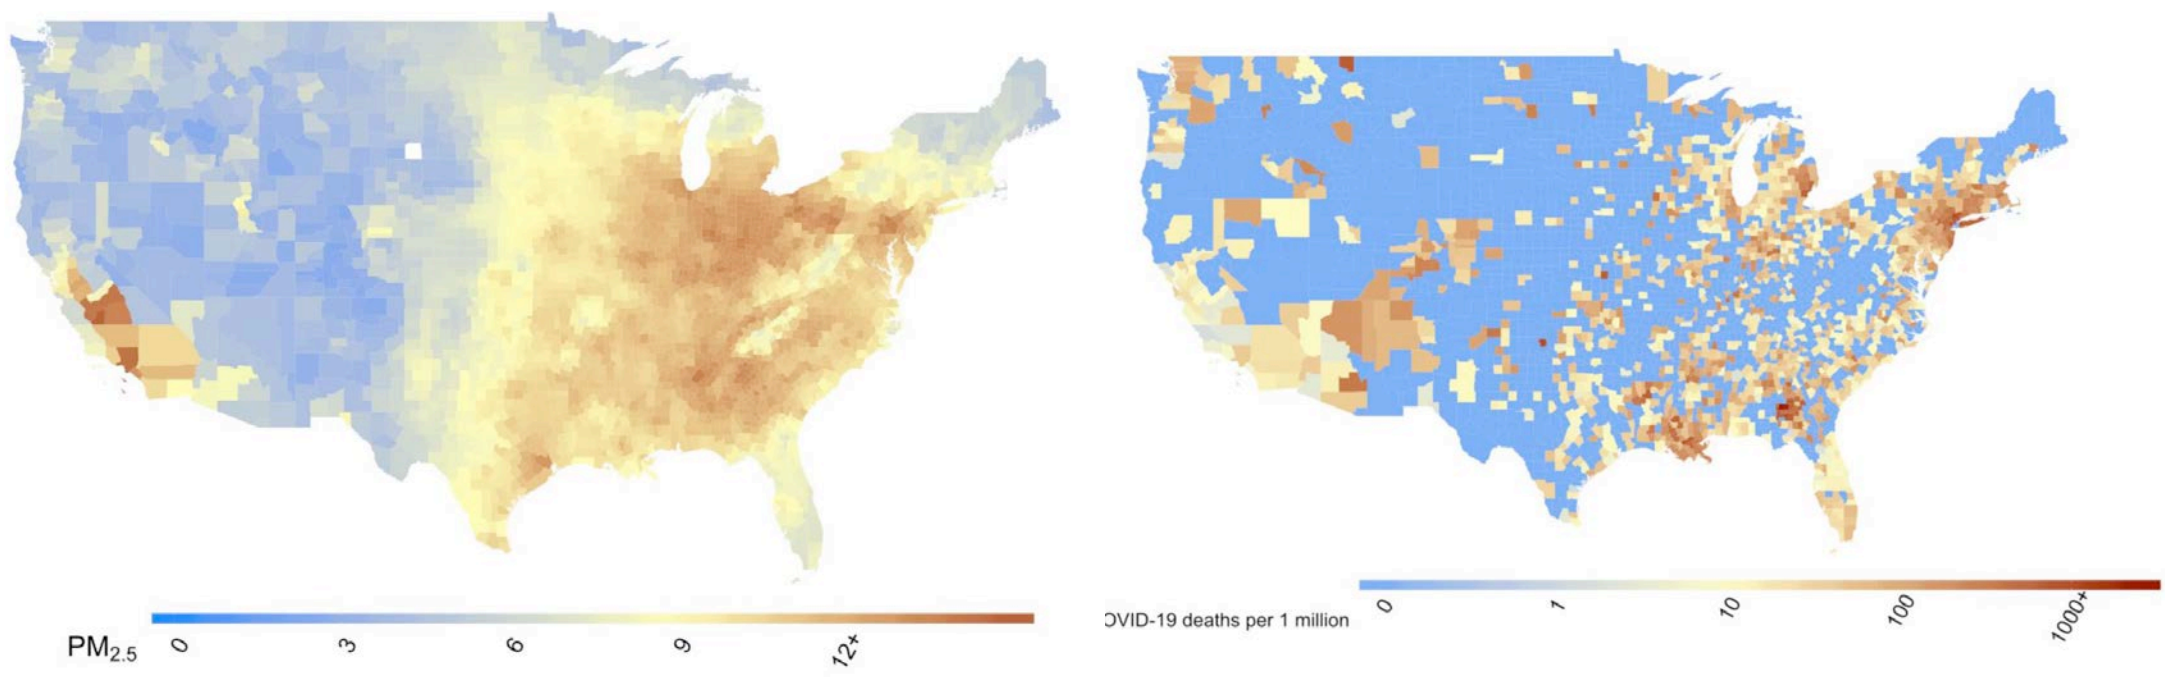 PM2.5
0 3 6 9 12+
OVID-19 deaths per 1 million
0 1 10 100 1000+